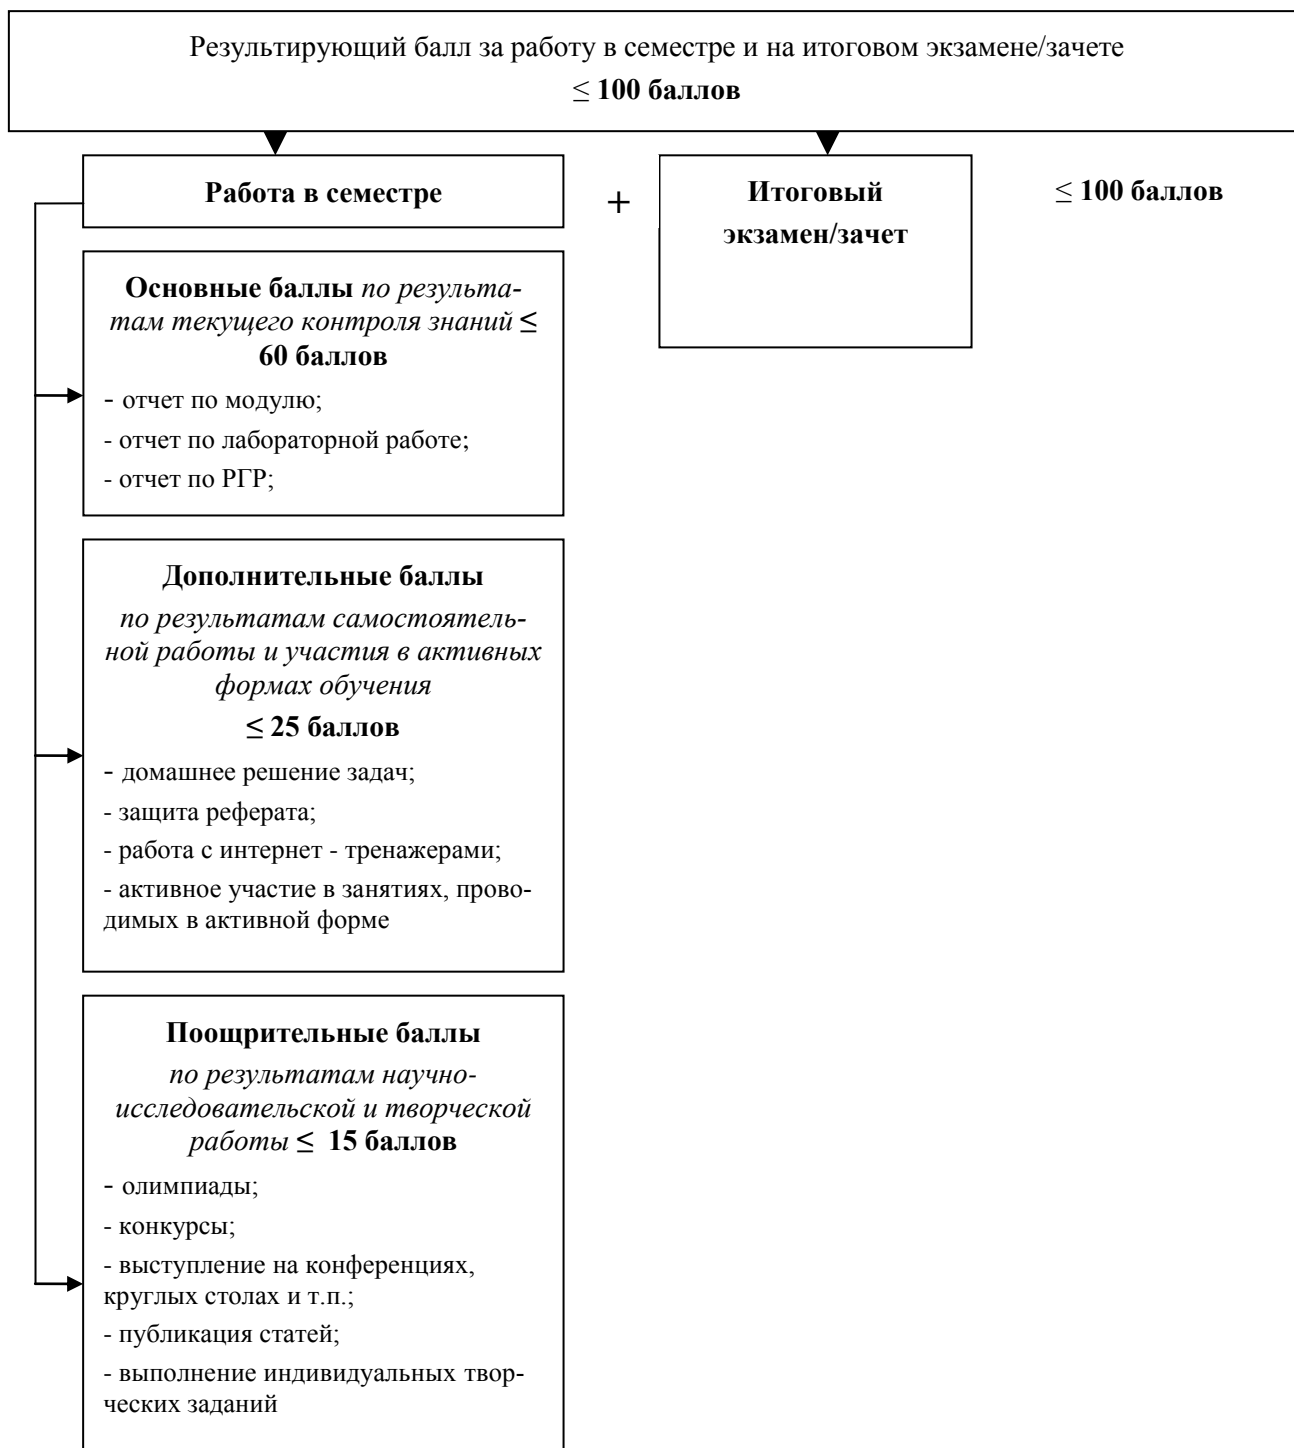 Результирующий балл за работу в семестре и на итоговом экзамене/зачете
≤ 100 баллов
Работа в семестре
+
Итоговый
экзамен/зачет
≤ 100 баллов
Основные баллы по результа-
там текущего контроля знаний ≤
60 баллов
- отчет по модулю;
- отчет по лабораторной работе;
- отчет по РГР;
Дополнительные баллы
по результатам самостоятель-
ной работы и участия в активных
формах обучения
≤ 25 баллов
- домашнее решение задач;
- защита реферата;
- работа с интернет - тренажерами;
- активное участие в занятиях, прово-
димых в активной форме
Поощрительные баллы
по результатам научно-
исследовательской и творческой
работы ≤ 15 баллов
- олимпиады;
- конкурсы;
- выступление на конференциях,
круглых столах и т.п.;
- публикация статей;
- выполнение индивидуальных твор-
ческих заданий